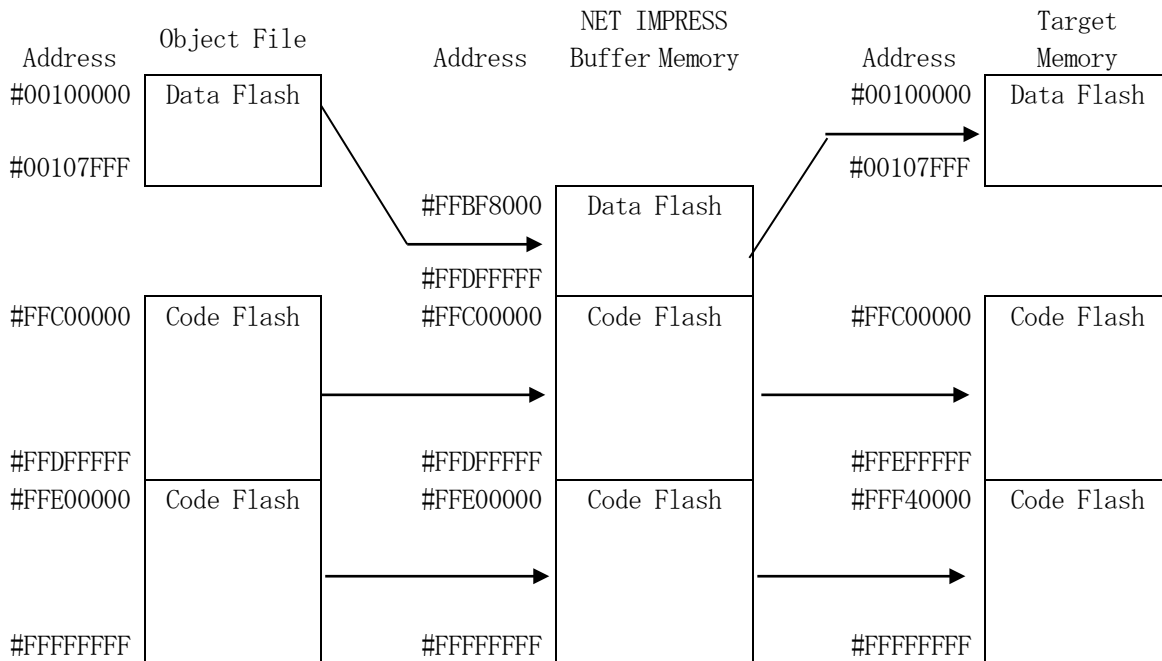 NET IMPRESS Target
Object File
Address Address Buffer Memory Address Memory
#00100000 Data Flash #00100000 Data Flash
#00107FFF #00107FFF
#FFBF8000 Data Flash
#FFDFFFFF
#FFC00000 Code Flash #FFC00000 Code Flash #FFC00000 Code Flash
#FFDFFFFF #FFDFFFFF #FFEFFFFF
#FFE00000 Code Flash #FFE00000 Code Flash #FFF40000 Code Flash
#FFFFFFFF #FFFFFFFF #FFFFFFFF